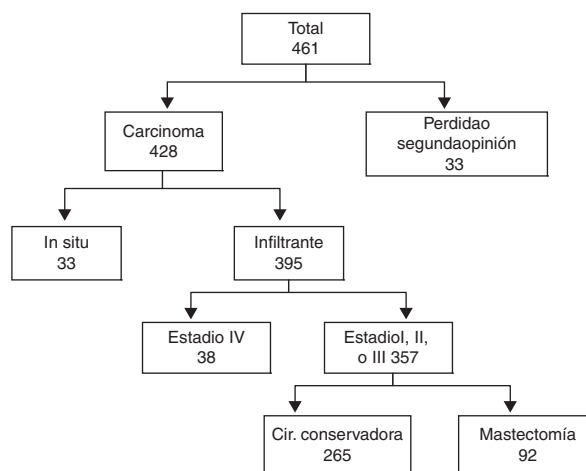 Total
461
Carcinoma
428
Perdidao
segundaopinión
33
In situ
33
Infiltrante
395
Estadio IV
38
Estadiol, II,
o III 357
Cir. conservadora
265
Mastectomía
92